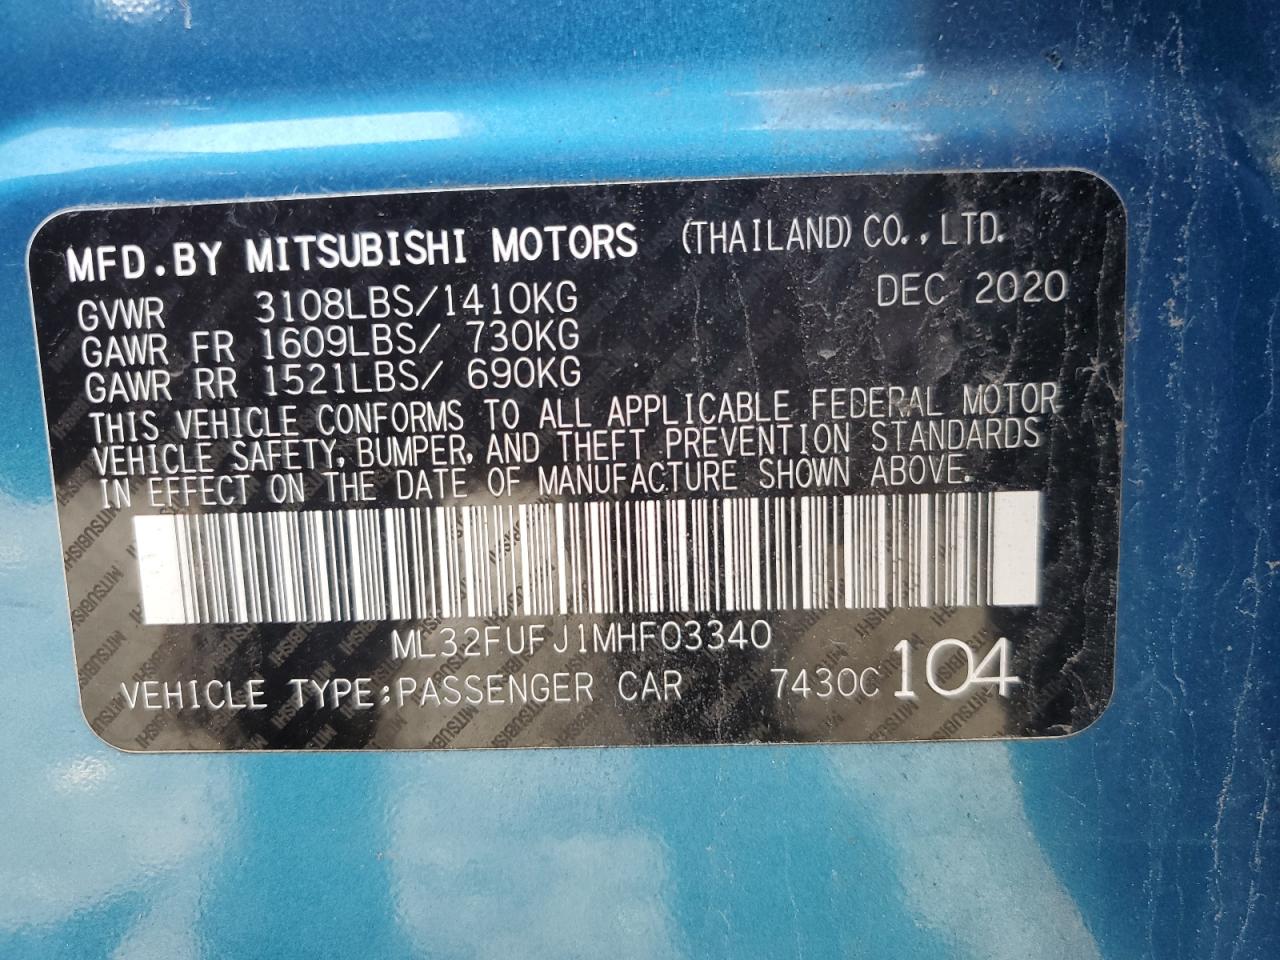 MFD.BY MITSUBISHI MOTORS (THAILAND) CO., LTD.
GVWR 3108LBS/1410KG DEC 2020
GAWR FR 1609LBS/ 730KG
GAWR RR 1521LBS/ 690KG
THIS VEHICLE CONFORMS TO ALL APPLICABLE FEDERAL MOTOR
VEHICLE SAFETY, BUMPER, AND THEFT PREVENTION STANDARDS
IN EFFECT ON THE DATE OF MANUFACTURE SHOWN ABOVE.
ML32FUFJ1MHF03340
VEHICLE TYPE:PASSENGER CAR 7430C 104